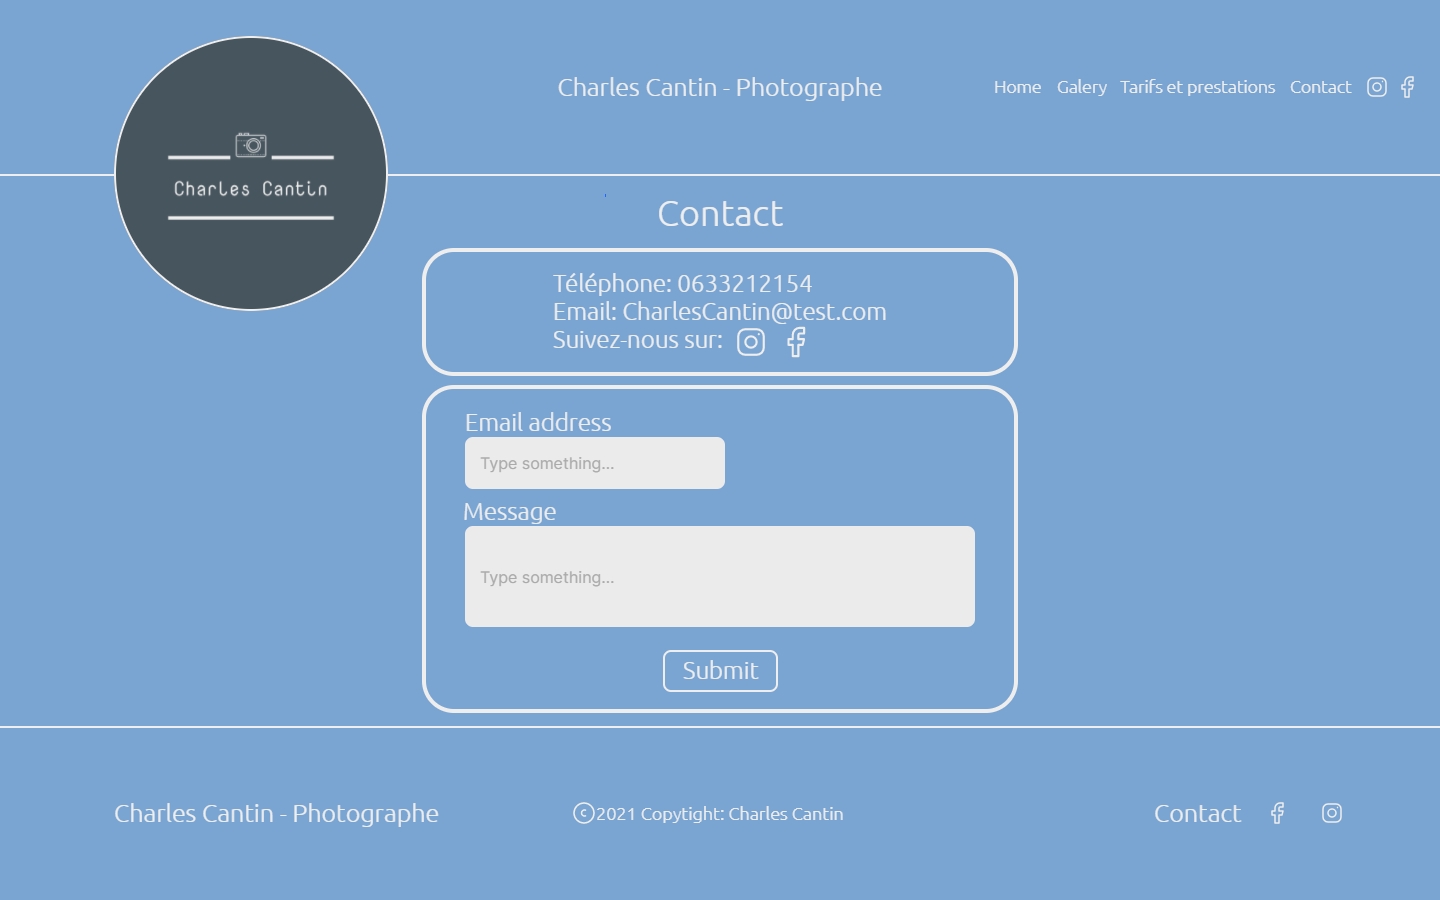 Charles Cantin - Photographe
Home Galery Tarifs et prestations Contact
Charles Cantin
Contact
Téléphone: 0633212154
Email: CharlesCantin@test.com
Suivez-nous sur:
Email address
Type something...
Message
Type something...
Submit
Charles Cantin - Photographe
©2021 Copytight: Charles Cantin
Contact